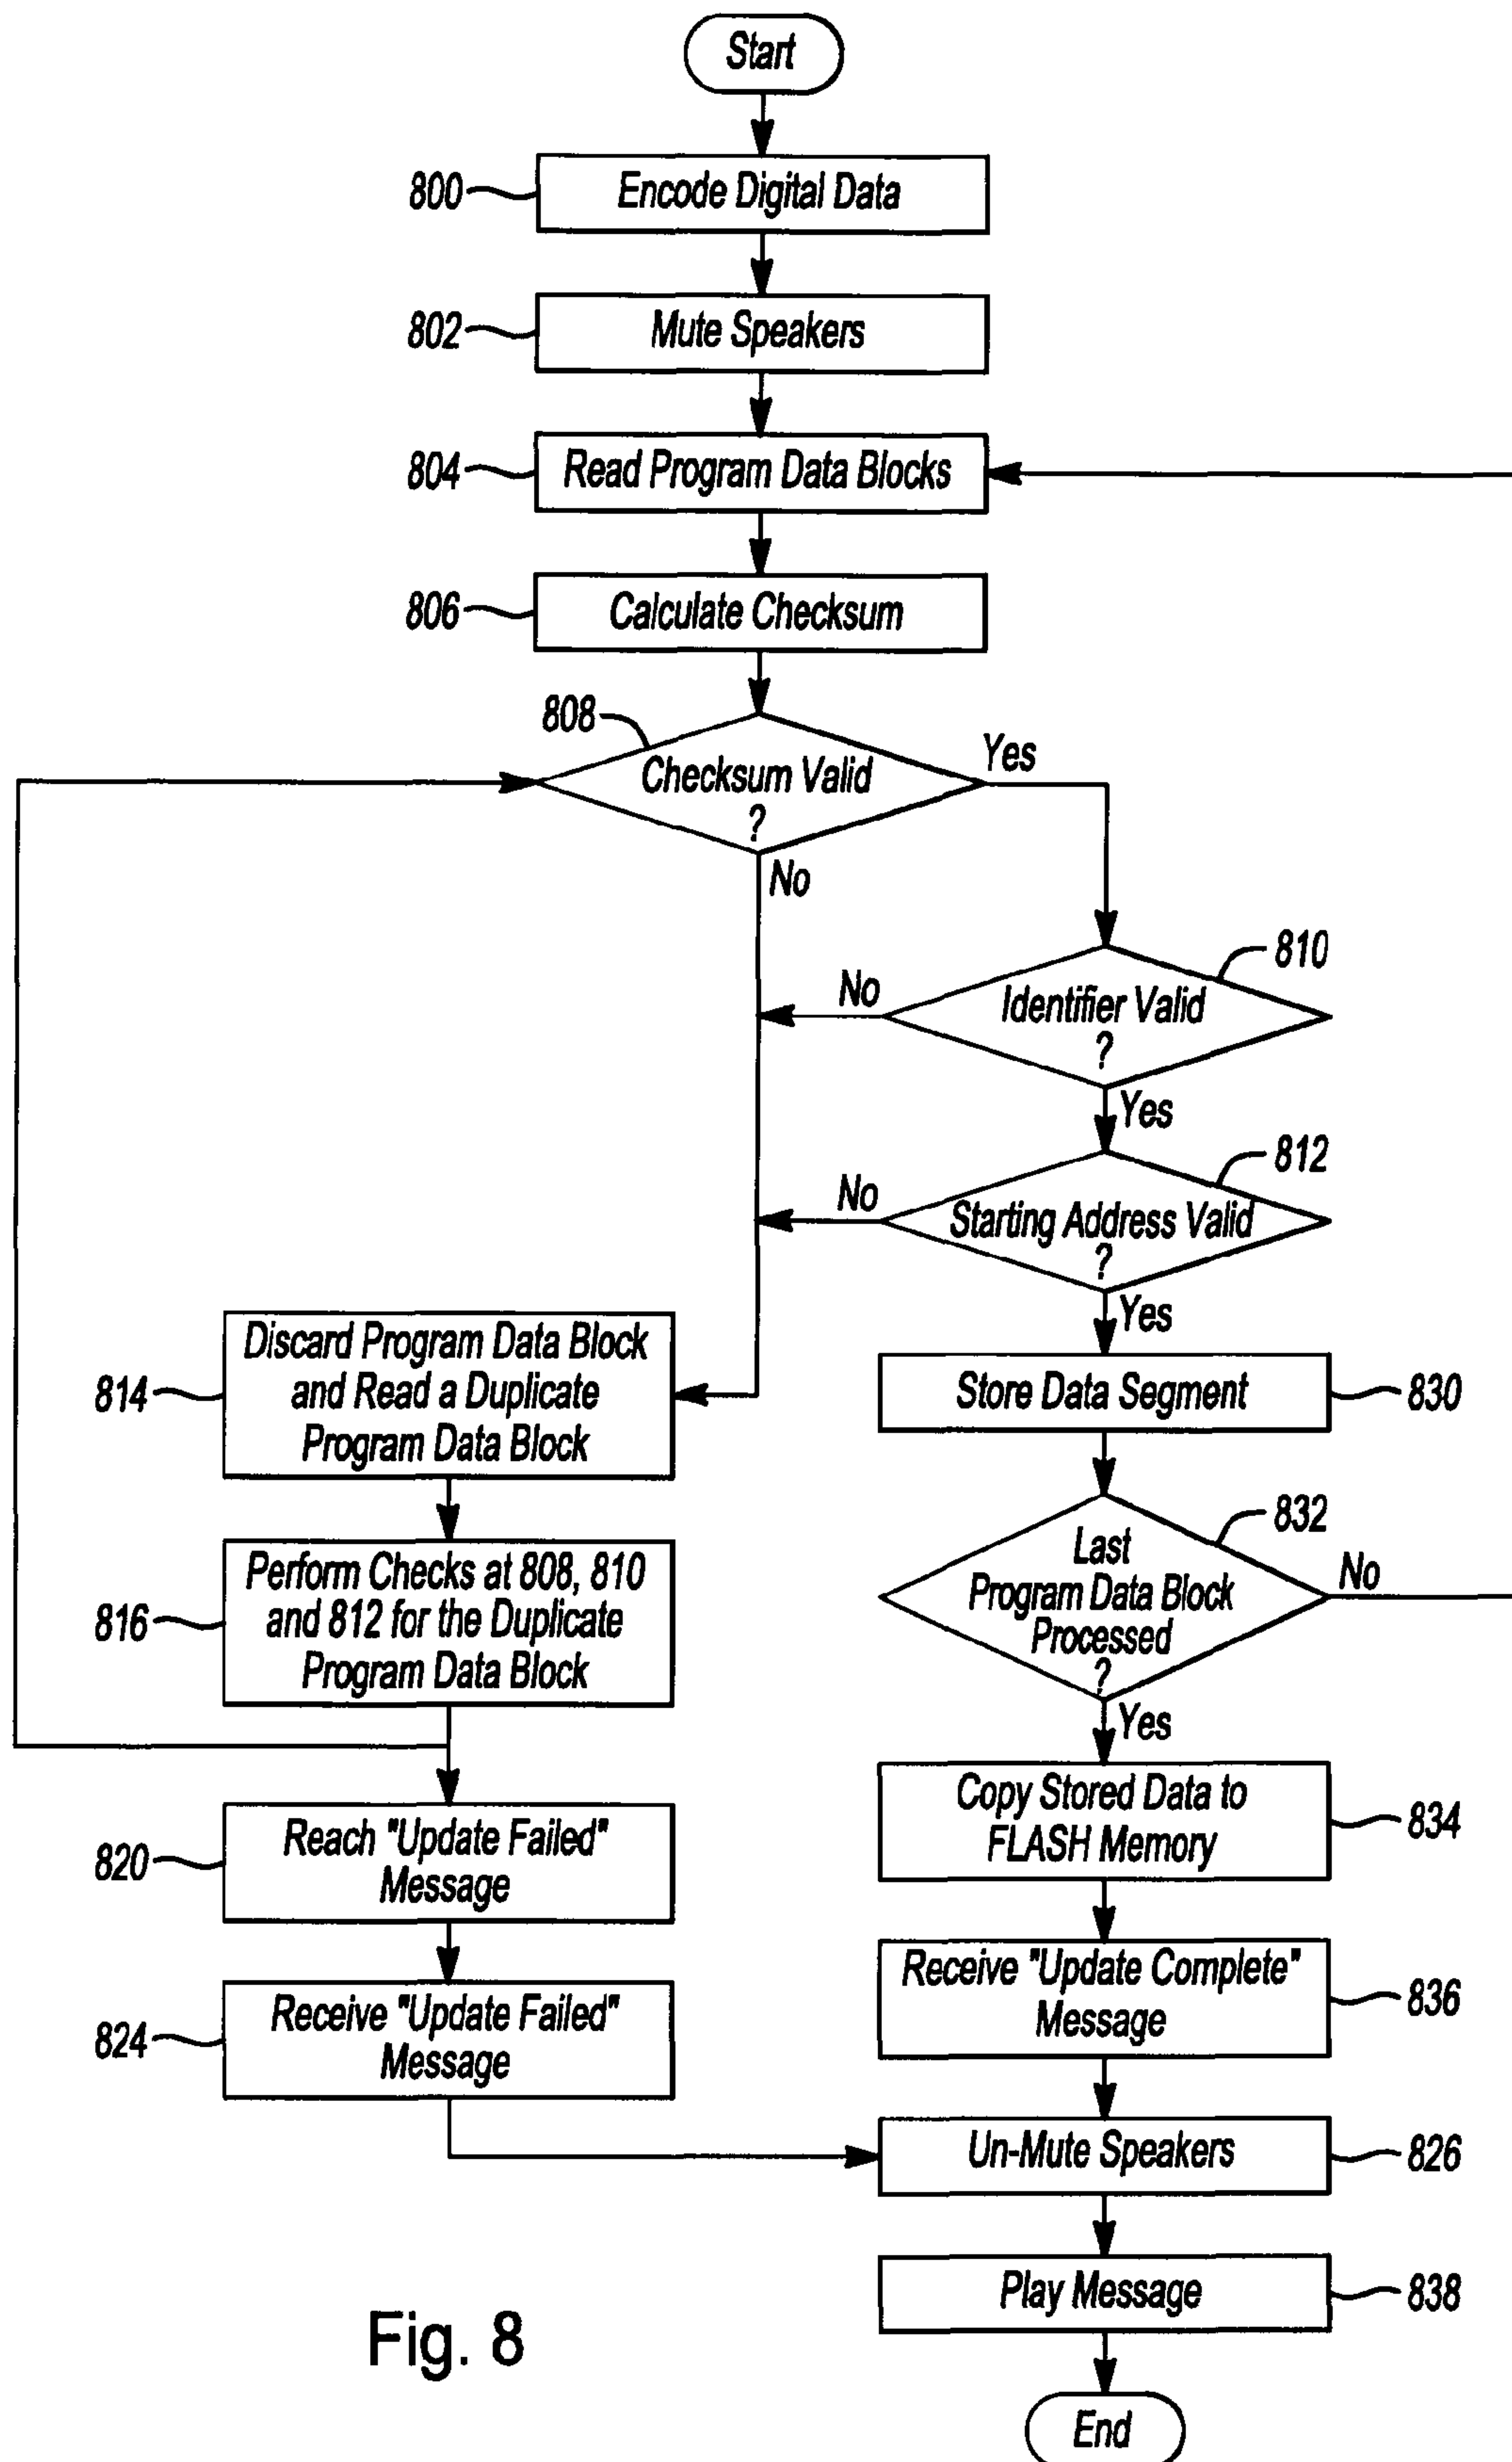 Start
800
Encode Digital Data
802
Mute Speakers
804
Read Program Data Blocks
806
Calculate Checksum
808
Checksum Valid
?
Yes
No
810
Identifier Valid
?
No
Yes
812
Starting Address Valid
?
No
Yes
814
Discard Program Data Block
and Read a Duplicate
Program Data Block
Store Data Segment
830
816
Perform Checks at 808, 810
and 812 for the Duplicate
Program Data Block
832
Last
Program Data Block
Processed
?
No
Yes
820
Reach "Update Failed"
Message
Copy Stored Data to
FLASH Memory
834
824
Receive "Update Failed"
Message
Receive "Update Complete"
Message
836
Un-Mute Speakers
826
Play Message
838
Fig. 8
End